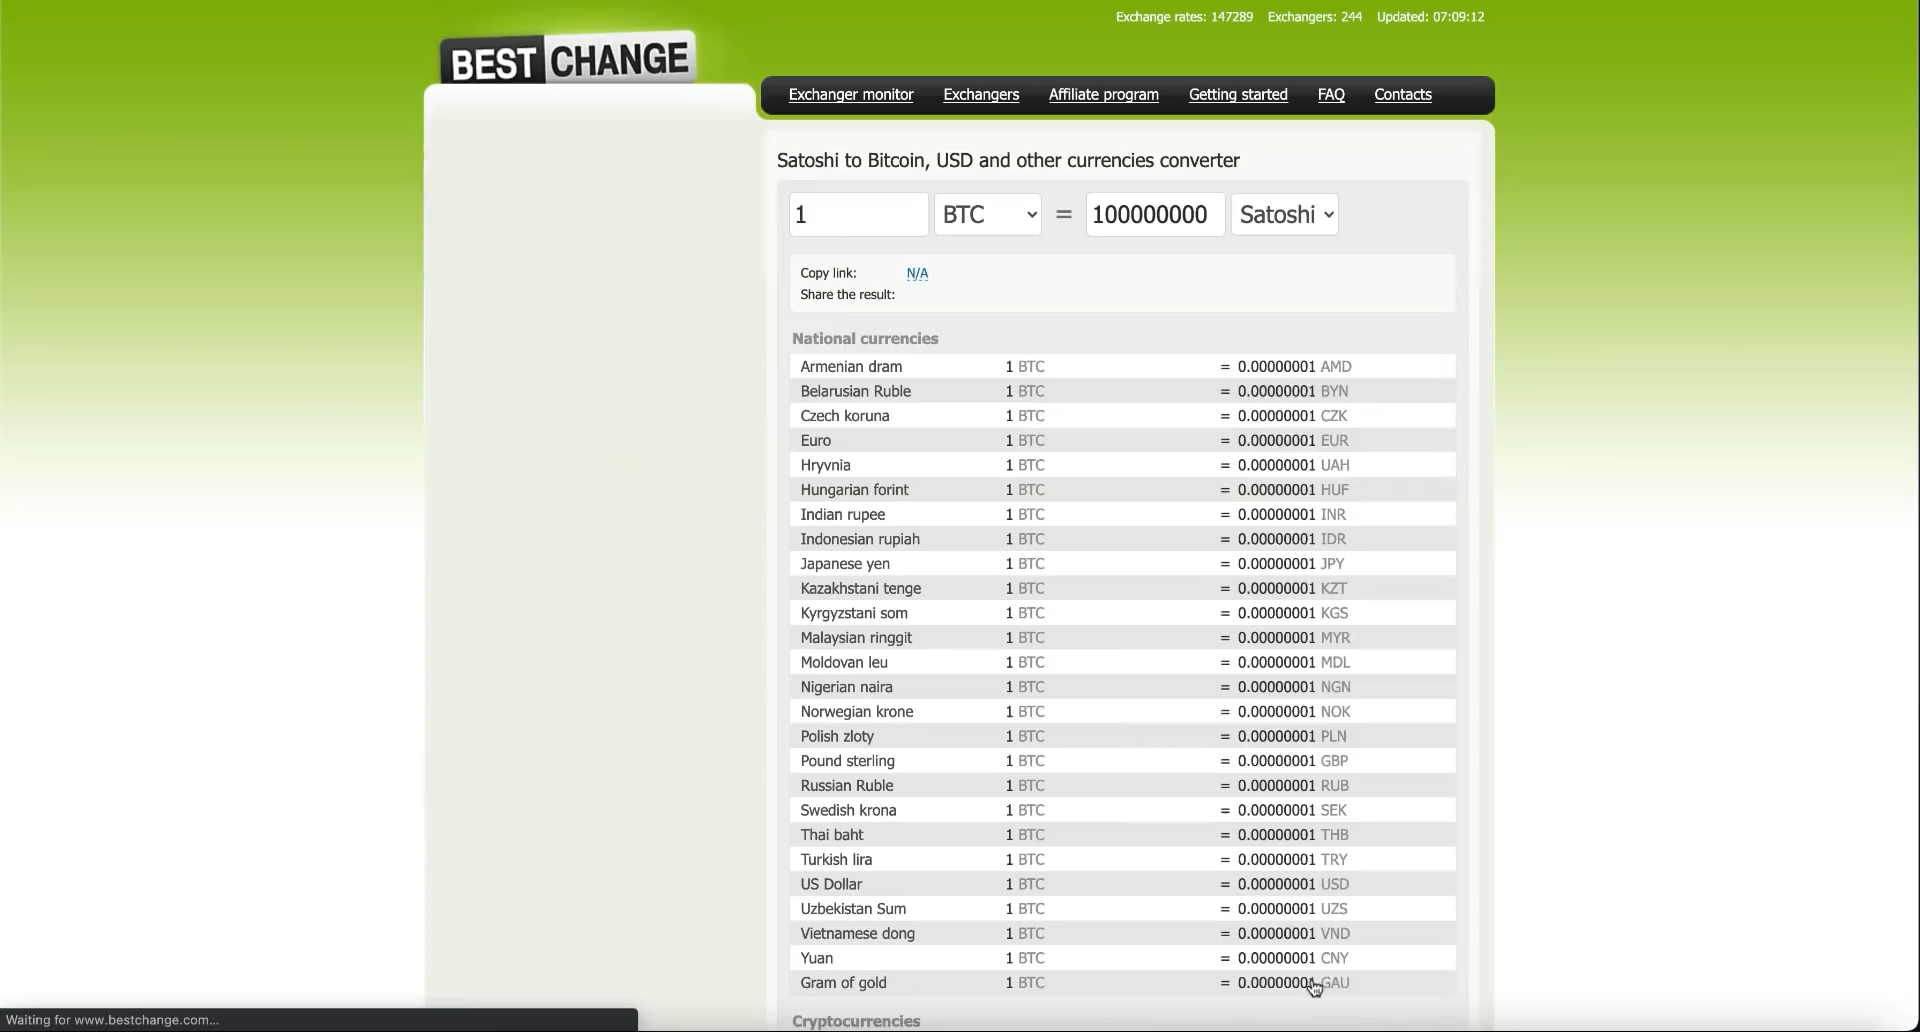 Exchange rates: 147289 Exchangers: 244 Updated: 07:09:12
BEST CHANGE
Exchanger monitor Exchangers Affiliate program Getting started FAQ Contacts
Satoshi to Bitcoin, USD and other currencies converter
1 BTC = 100000000 Satoshi
Copy link: N/A
Share the result:
National currencies
Armenian dram 1 BTC = 0.00000001 AMD
Belarusian Ruble 1 BTC = 0.00000001 BYN
Czech koruna 1 BTC = 0.00000001 CZK
Euro 1 BTC = 0.00000001 EUR
Hryvnia 1 BTC = 0.00000001 UAH
Hungarian forint 1 BTC = 0.00000001 HUF
Indian rupee 1 BTC = 0.00000001 INR
Indonesian rupiah 1 BTC = 0.00000001 IDR
Japanese yen 1 BTC = 0.00000001 JPY
Kazakhstani tenge 1 BTC = 0.00000001 KZT
Kyrgyzstani som 1 BTC = 0.00000001 KGS
Malaysian ringgit 1 BTC = 0.00000001 MYR
Moldovan leu 1 BTC = 0.00000001 MDL
Nigerian naira 1 BTC = 0.00000001 NGN
Norwegian krone 1 BTC = 0.00000001 NOK
Polish zloty 1 BTC = 0.00000001 PLN
Pound sterling 1 BTC = 0.00000001 GBP
Russian Ruble 1 BTC = 0.00000001 RUB
Swedish krona 1 BTC = 0.00000001 SEK
Thai baht 1 BTC = 0.00000001 THB
Turkish lira 1 BTC = 0.00000001 TRY
US Dollar 1 BTC = 0.00000001 USD
Uzbekistan Sum 1 BTC = 0.00000001 UZS
Vietnamese dong 1 BTC = 0.00000001 VND
Yuan 1 BTC = 0.00000001 CNY
Gram of gold 1 BTC = 0.00000001 GAU
Cryptocurrencies
Waiting for www.bestchange.com...